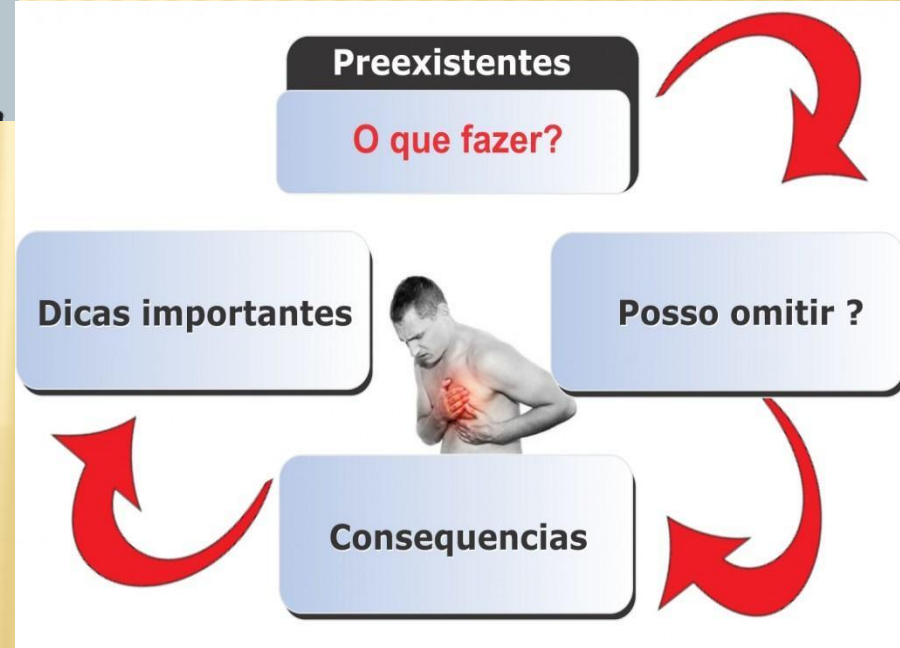 Preexistentes
O que fazer?
Posso omitir ?
Consequencias
Dicas importantes